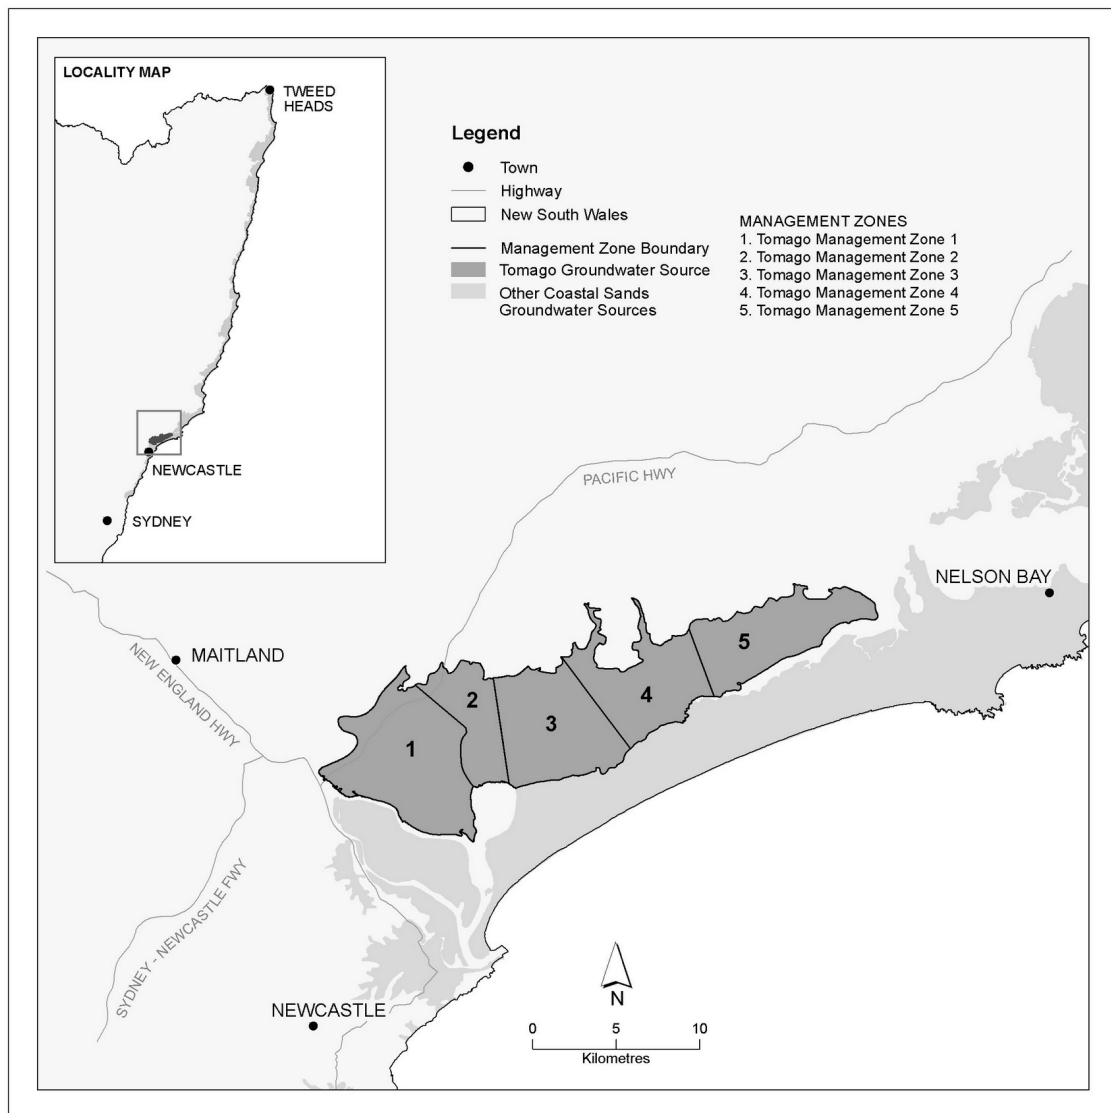 LOCALITY MAP
TWEED
HEADS
NEWCASTLE
SYDNEY
Legend
Town
Highway
New South Wales
Management Zone Boundary
Tomago Groundwater Source
Other Coastal Sands
Groundwater Sources
MANAGEMENT ZONES
1. Tomago Management Zone 1
2. Tomago Management Zone 2
3. Tomago Management Zone 3
4. Tomago Management Zone 4
5. Tomago Management Zone 5
PACIFIC HWY
NELSON BAY
MAITLAND
NEW ENGLAND HWY
5
4
2
3
1
SYDNEY - NEWCASTLE FWY
NEWCASTLE
N
0 5 10
Kilometres